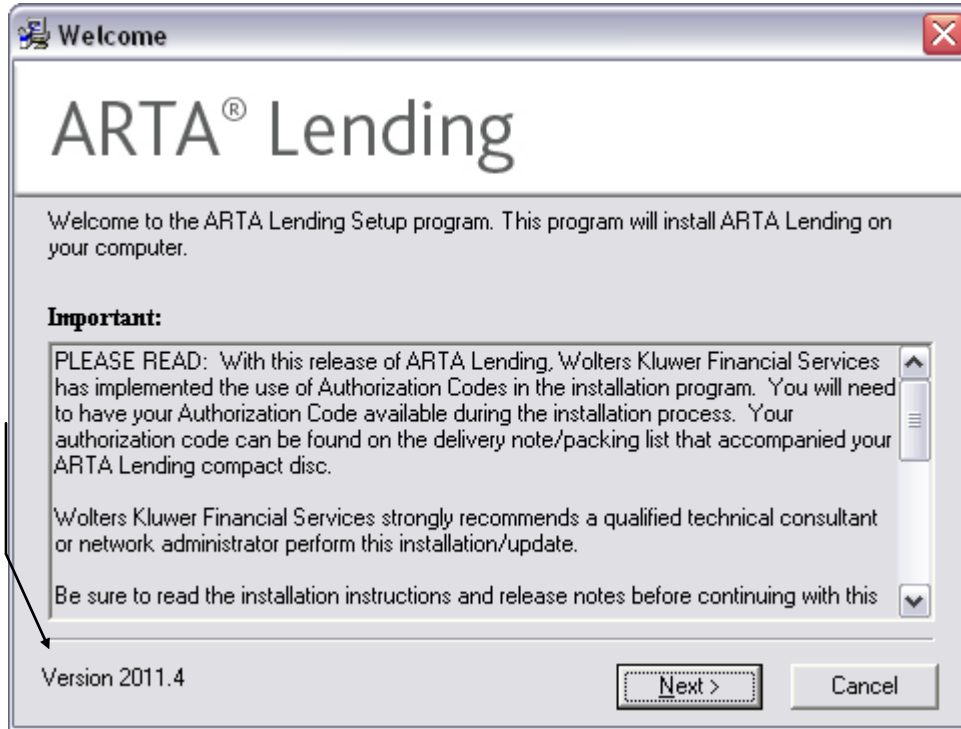 Welcome
ARTA® Lending
Welcome to the ARTA Lending Setup program. This program will install ARTA Lending on
your computer.
Important:
PLEASE READ:  With this release of ARTA Lending, Wolters Kluwer Financial Services
has implemented the use of Authorization Codes in the installation program.  You will need
to have your Authorization Code available during the installation process.  Your
authorization code can be found on the delivery note/packing list that accompanied your
ARTA Lending compact disc.
Wolters Kluwer Financial Services strongly recommends a qualified technical consultant
or network administrator perform this installation/update.
Be sure to read the installation instructions and release notes before continuing with this
Version 2011.4
Next >
Cancel